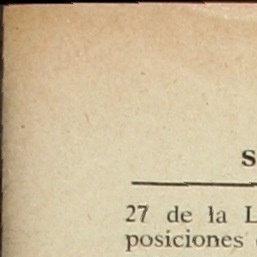 S
27 de la L
posiciones